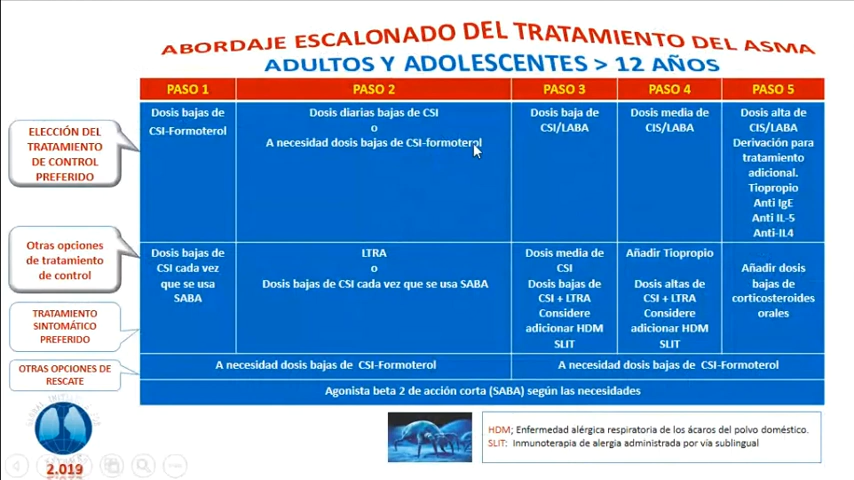 ABORDAJE ESCALONADO DEL TRATAMIENTO DEL ASMA
ADULTOS Y ADOLESCENTES > 12 AÑOS
PASO 1
PASO 2
PASO 3
PASO 4
PASO 5
ELECCIÓN DEL
TRATAMIENTO
DE CONTROL
PREFERIDO
Dosis bajas de
CSI-Formoterol
Dosis diarias bajas de CSI
o
A necesidad dosis bajas de CSI-formoterol
Dosis baja de
CSI/LABA
Dosis media de
CIS/LABA
Dosis alta de
CIS/LABA
Derivación para
tratamiento
adicional.
Tiopropio
Anti IgE
Anti IL-5
Anti-IL4
Otras opciones
de tratamiento
de control
Dosis bajas de
CSI cada vez
que se usa
SABA
LTRA
o
Dosis bajas de CSI cada vez que se usa SABA
Dosis media de
CSI
Dosis bajas de
CSI + LTRA
Considere
adicionar HDM
SLIT
Añadir Tiopropio
Dosis altas de
CSI + LTRA
Considere
adicionar HDM
SLIT
Añadir dosis
bajas de
corticosteroides
orales
TRATAMIENTO
SINTOMÁTICO
PREFERIDO
A necesidad dosis bajas de CSI-Formoterol
A necesidad dosis bajas de CSI-Formoterol
OTRAS OPCIONES DE
RESCATE
Agonista beta 2 de acción corta (SABA) según las necesidades
HDM; Enfermedad alérgica respiratoria de los ácaros del polvo doméstico.
SLIT: Inmunoterapia de alergia administrada por vía sublingual
2.019